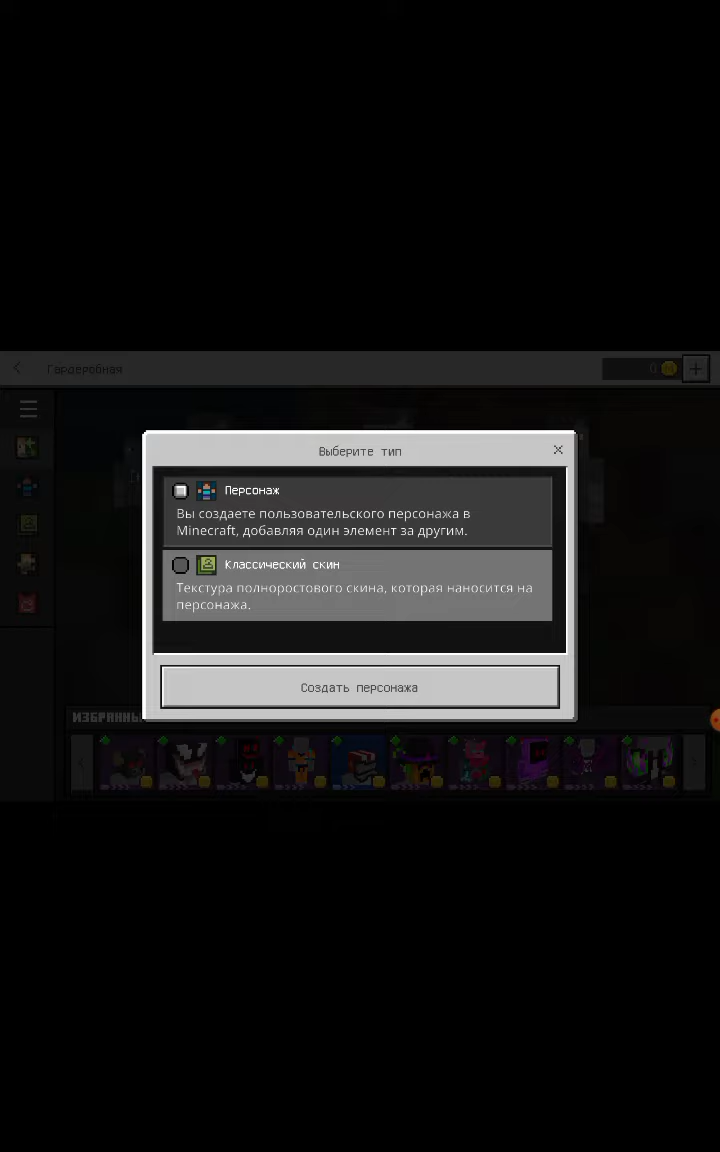 Гардеробная
0
Выберите тип
Персонаж
Вы создаете пользовательского персонажа в
Minecraft, добавляя один элемент за другим.
Классический скин
Текстура полноростового скина, которая наносится на
персонажа.
Создать персонажа